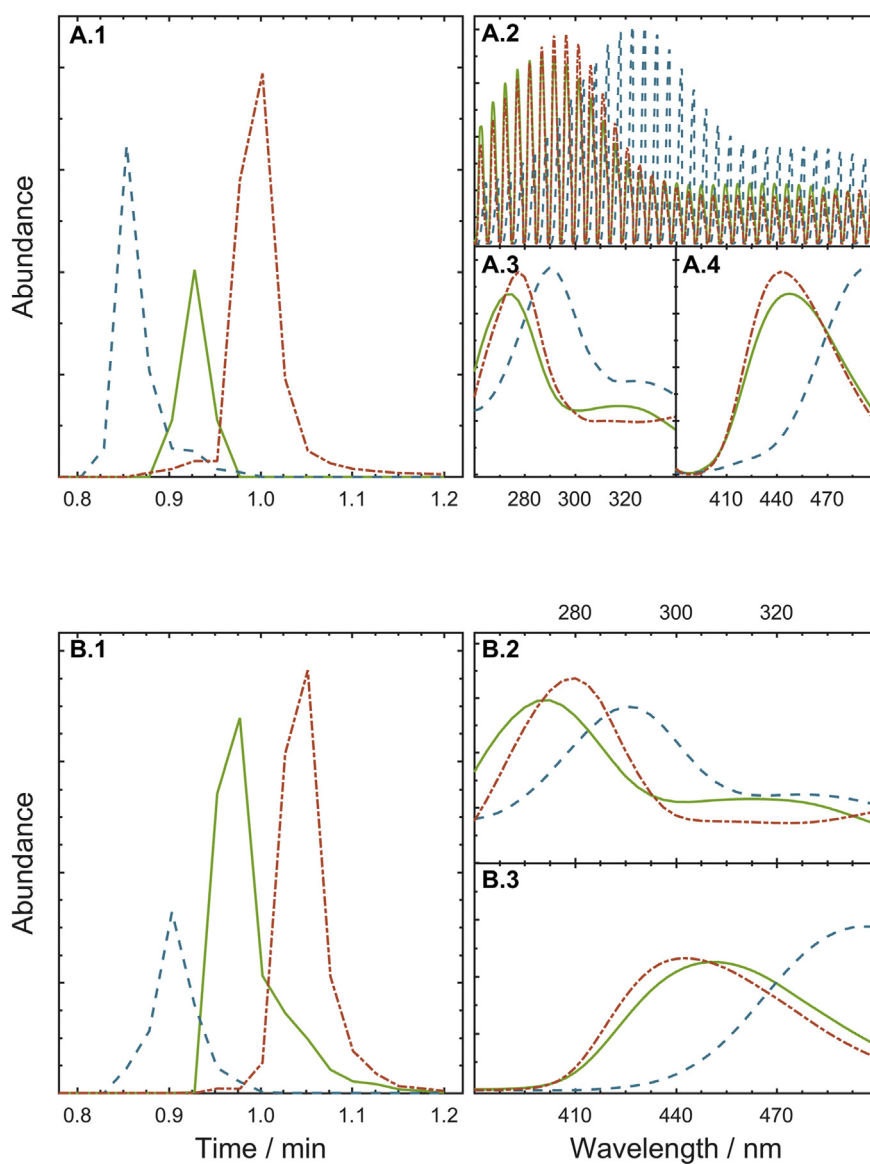 A.1
A.2
Abundance
A.3
A.4
0.8 0.9 1.0 1.1 1.2
280 300 320
410 440 470
280 300 320
B.1
B.2
Abundance
B.3
0.8 0.9 1.0 1.1 1.2
410 440 470
Time / min
Wavelength / nm